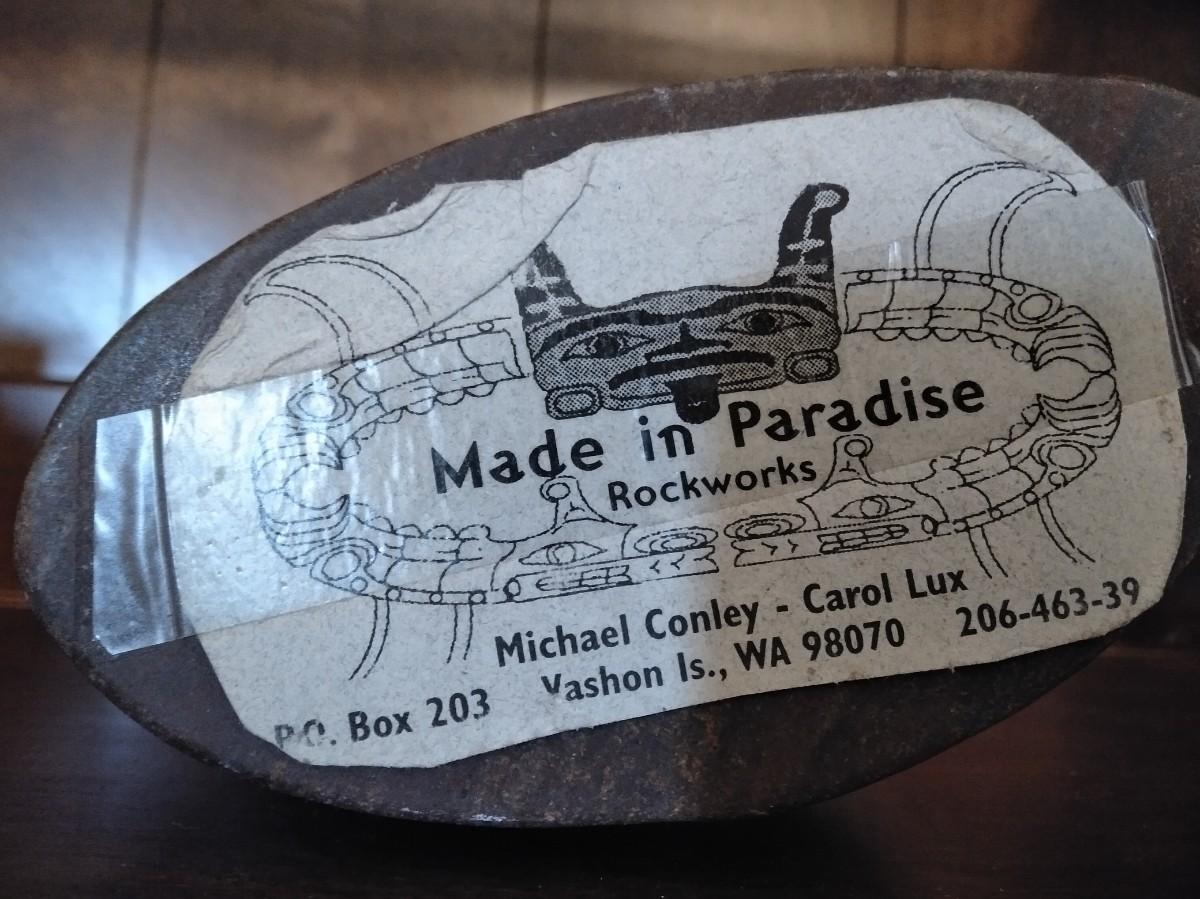 Made in Paradise
Rockworks
Michael Conley - Carol Lux
P.O. Box 203 Vashon Is., WA 98070 206-463-39